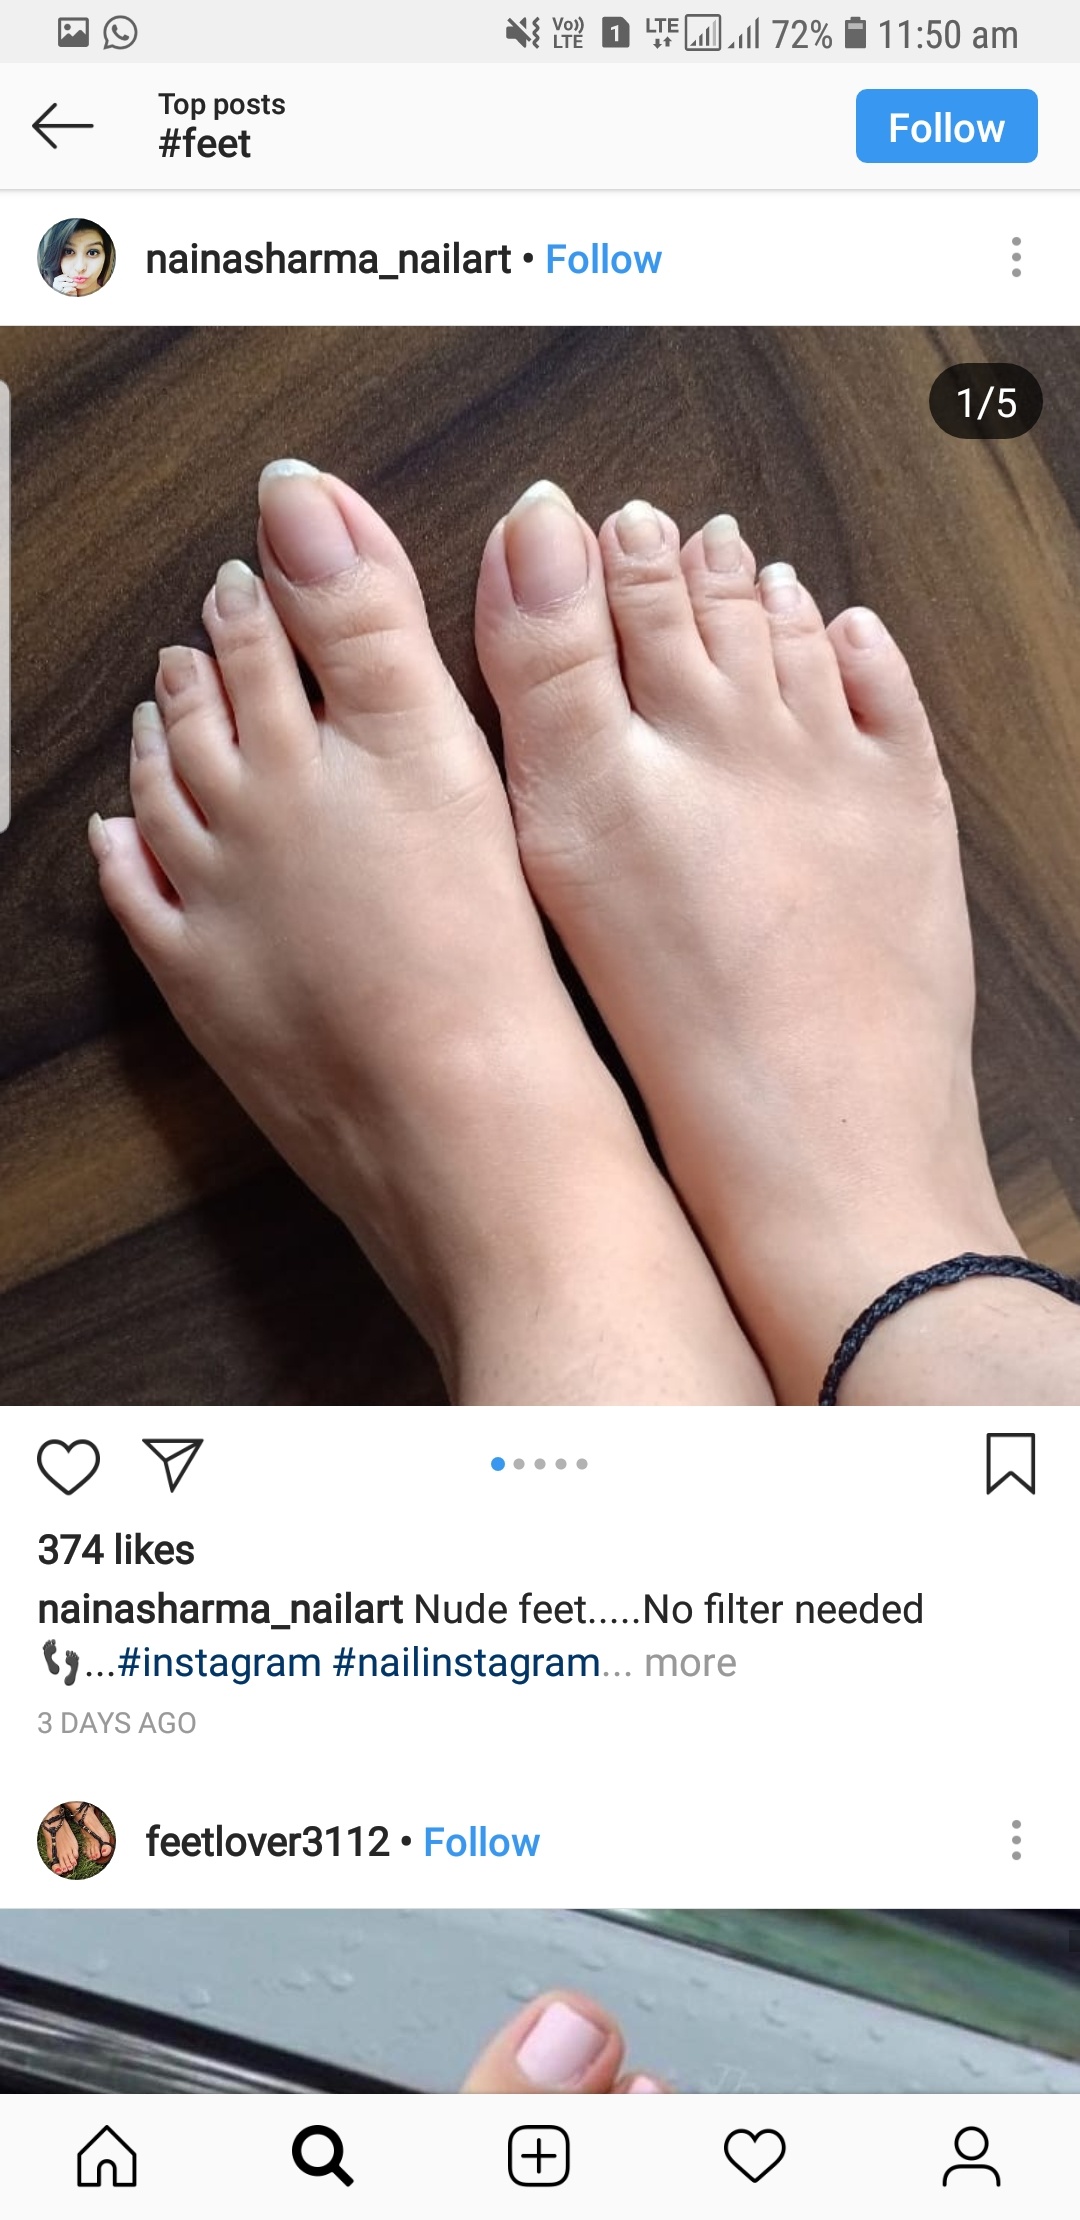 Vo))
LTE
1
LTE
72%
11:50 am
Top posts
#feet
Follow
nainasharma_nailart • Follow
1/5
374 likes
nainasharma_nailart Nude feet.....No filter needed
👣...#instagram #nailinstagram... more
3 DAYS AGO
feetlover3112 • Follow